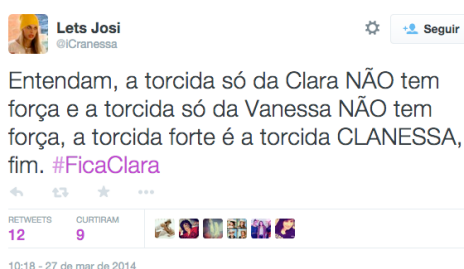 Lets Josi
@iCranessa
Seguir
Entendam, a torcida só da Clara NÃO tem
força e a torcida só da Vanessa NÃO tem
força, a torcida forte é a torcida CLANESSA,
fim. #FicaClara
RETWEETS CURTIRAM
12 9
10:18 - 27 de mar de 2014